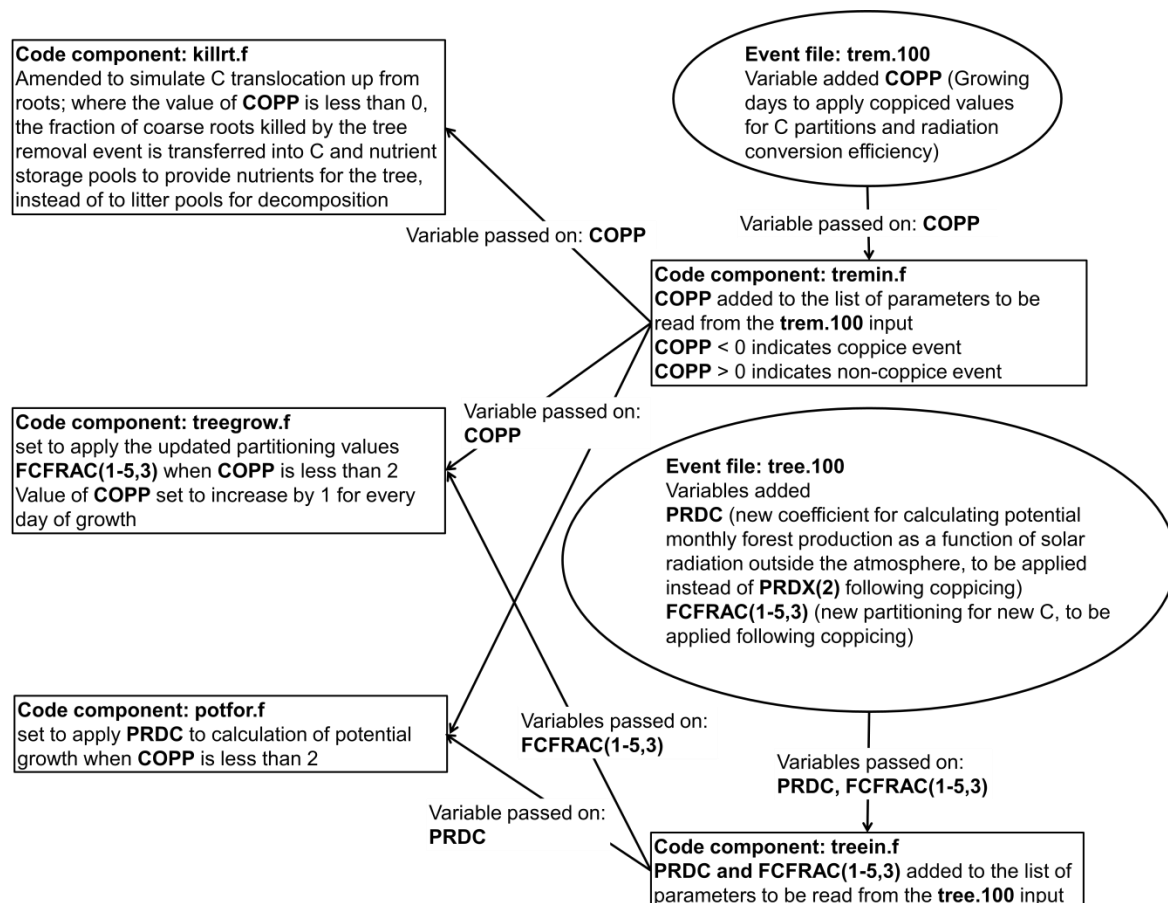 Code component: killrt.f
Amended to simulate C translocation up from
roots; where the value of COPP is less than 0,
the fraction of coarse roots killed by the tree
removal event is transferred into C and nutrient
storage pools to provide nutrients for the tree,
instead of to litter pools for decomposition
Event file: trem.100
Variable added COPP (Growing
days to apply coppiced values
for C partitions and radiation
conversion efficiency)
Variable passed on: COPP
Variable passed on: COPP
Code component: tremin.f
COPP added to the list of parameters to be
read from the trem.100 input
COPP < 0 indicates coppice event
COPP > 0 indicates non-coppice event
Variable passed on:
COPP
Code component: treegrow.f
set to apply the updated partitioning values
FCFRAC(1-5,3) when COPP is less than 2
Value of COPP set to increase by 1 for every
day of growth
Event file: tree.100
Variables added
PRDC (new coefficient for calculating potential
monthly forest production as a function of solar
radiation outside the atmosphere, to be applied
instead of PRDX(2) following coppicing)
FCFRAC(1-5,3) (new partitioning for new C, to be
applied following coppicing)
Code component: potfor.f
set to apply PRDC to calculation of potential
growth when COPP is less than 2
Variables passed on:
FCFRAC(1-5,3)
Variables passed on:
PRDC, FCFRAC(1-5,3)
Variable passed on:
PRDC
Code component: treein.f
PRDC and FCFRAC(1-5,3) added to the list of
parameters to be read from the tree.100 input